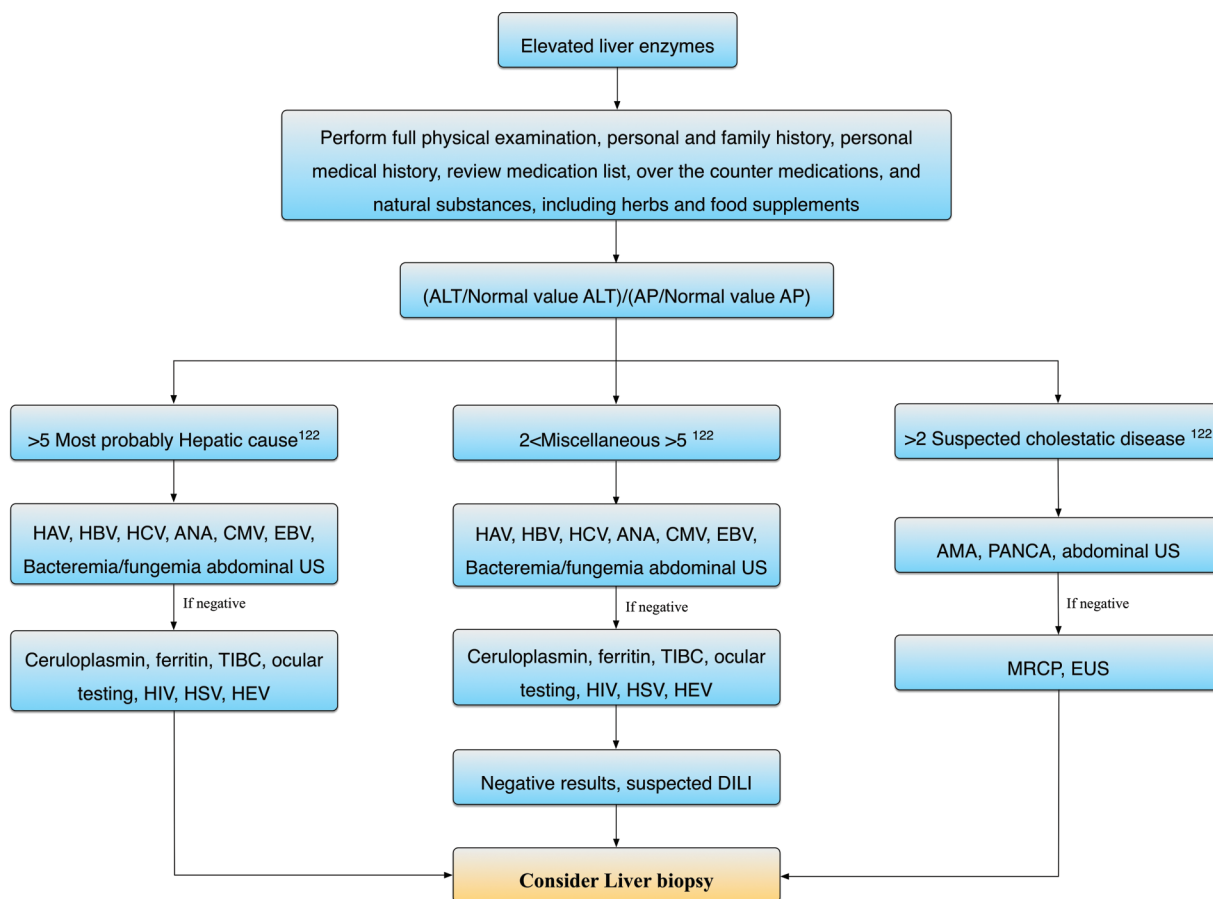 Elevated liver enzymes
Perform full physical examination, personal and family history, personal
medical history, review medication list, over the counter medications, and
natural substances, including herbs and food supplements
(ALT/Normal value ALT)/(AP/Normal value AP)
>5 Most probably Hepatic cause122
2<Miscellaneous >5 122
>2 Suspected cholestatic disease 122
HAV, HBV, HCV, ANA, CMV, EBV,
Bacteremia/fungemia abdominal US
HAV, HBV, HCV, ANA, CMV, EBV,
Bacteremia/fungemia abdominal US
AMA, PANCA, abdominal US
If negative
If negative
If negative
Ceruloplasmin, ferritin, TIBC, ocular
testing, HIV, HSV, HEV
Ceruloplasmin, ferritin, TIBC, ocular
testing, HIV, HSV, HEV
MRCP, EUS
Negative results, suspected DILI
Consider Liver biopsy